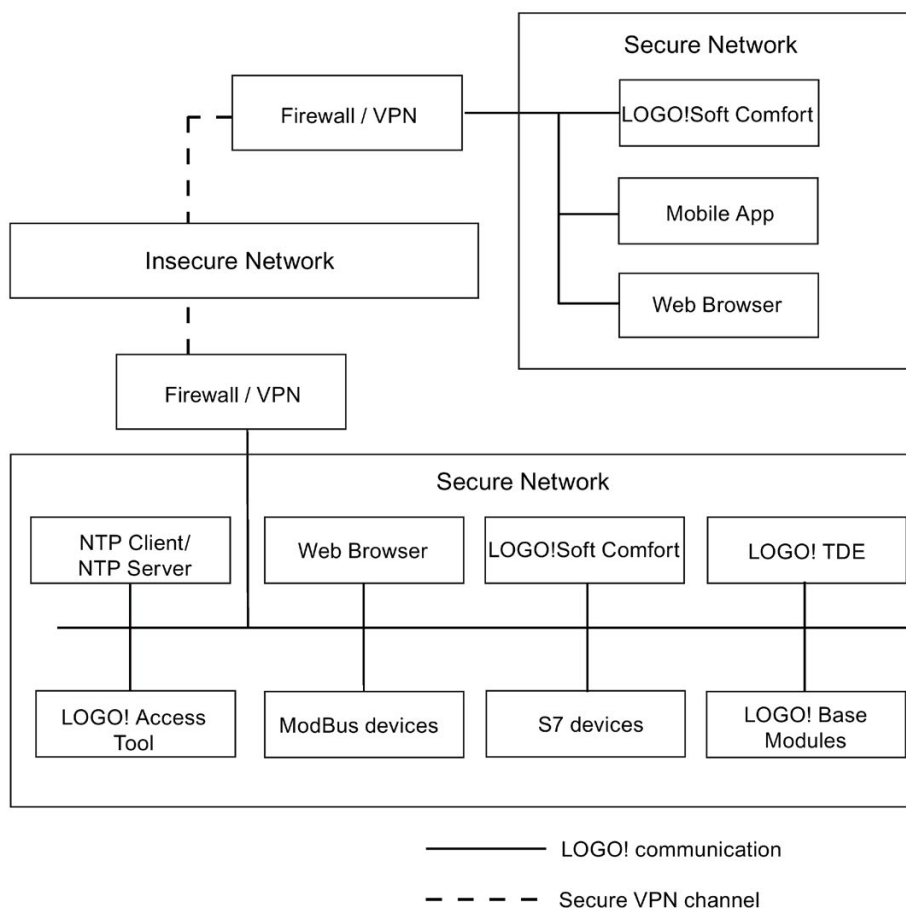 Secure Network
Firewall / VPN
LOGO!Soft Comfort
Mobile App
Insecure Network
Web Browser
Firewall / VPN
Secure Network
NTP Client/
NTP Server
Web Browser
LOGO!Soft Comfort
LOGO! TDE
LOGO! Access
Tool
ModBus devices
S7 devices
LOGO! Base
Modules
LOGO! communication
Secure VPN channel